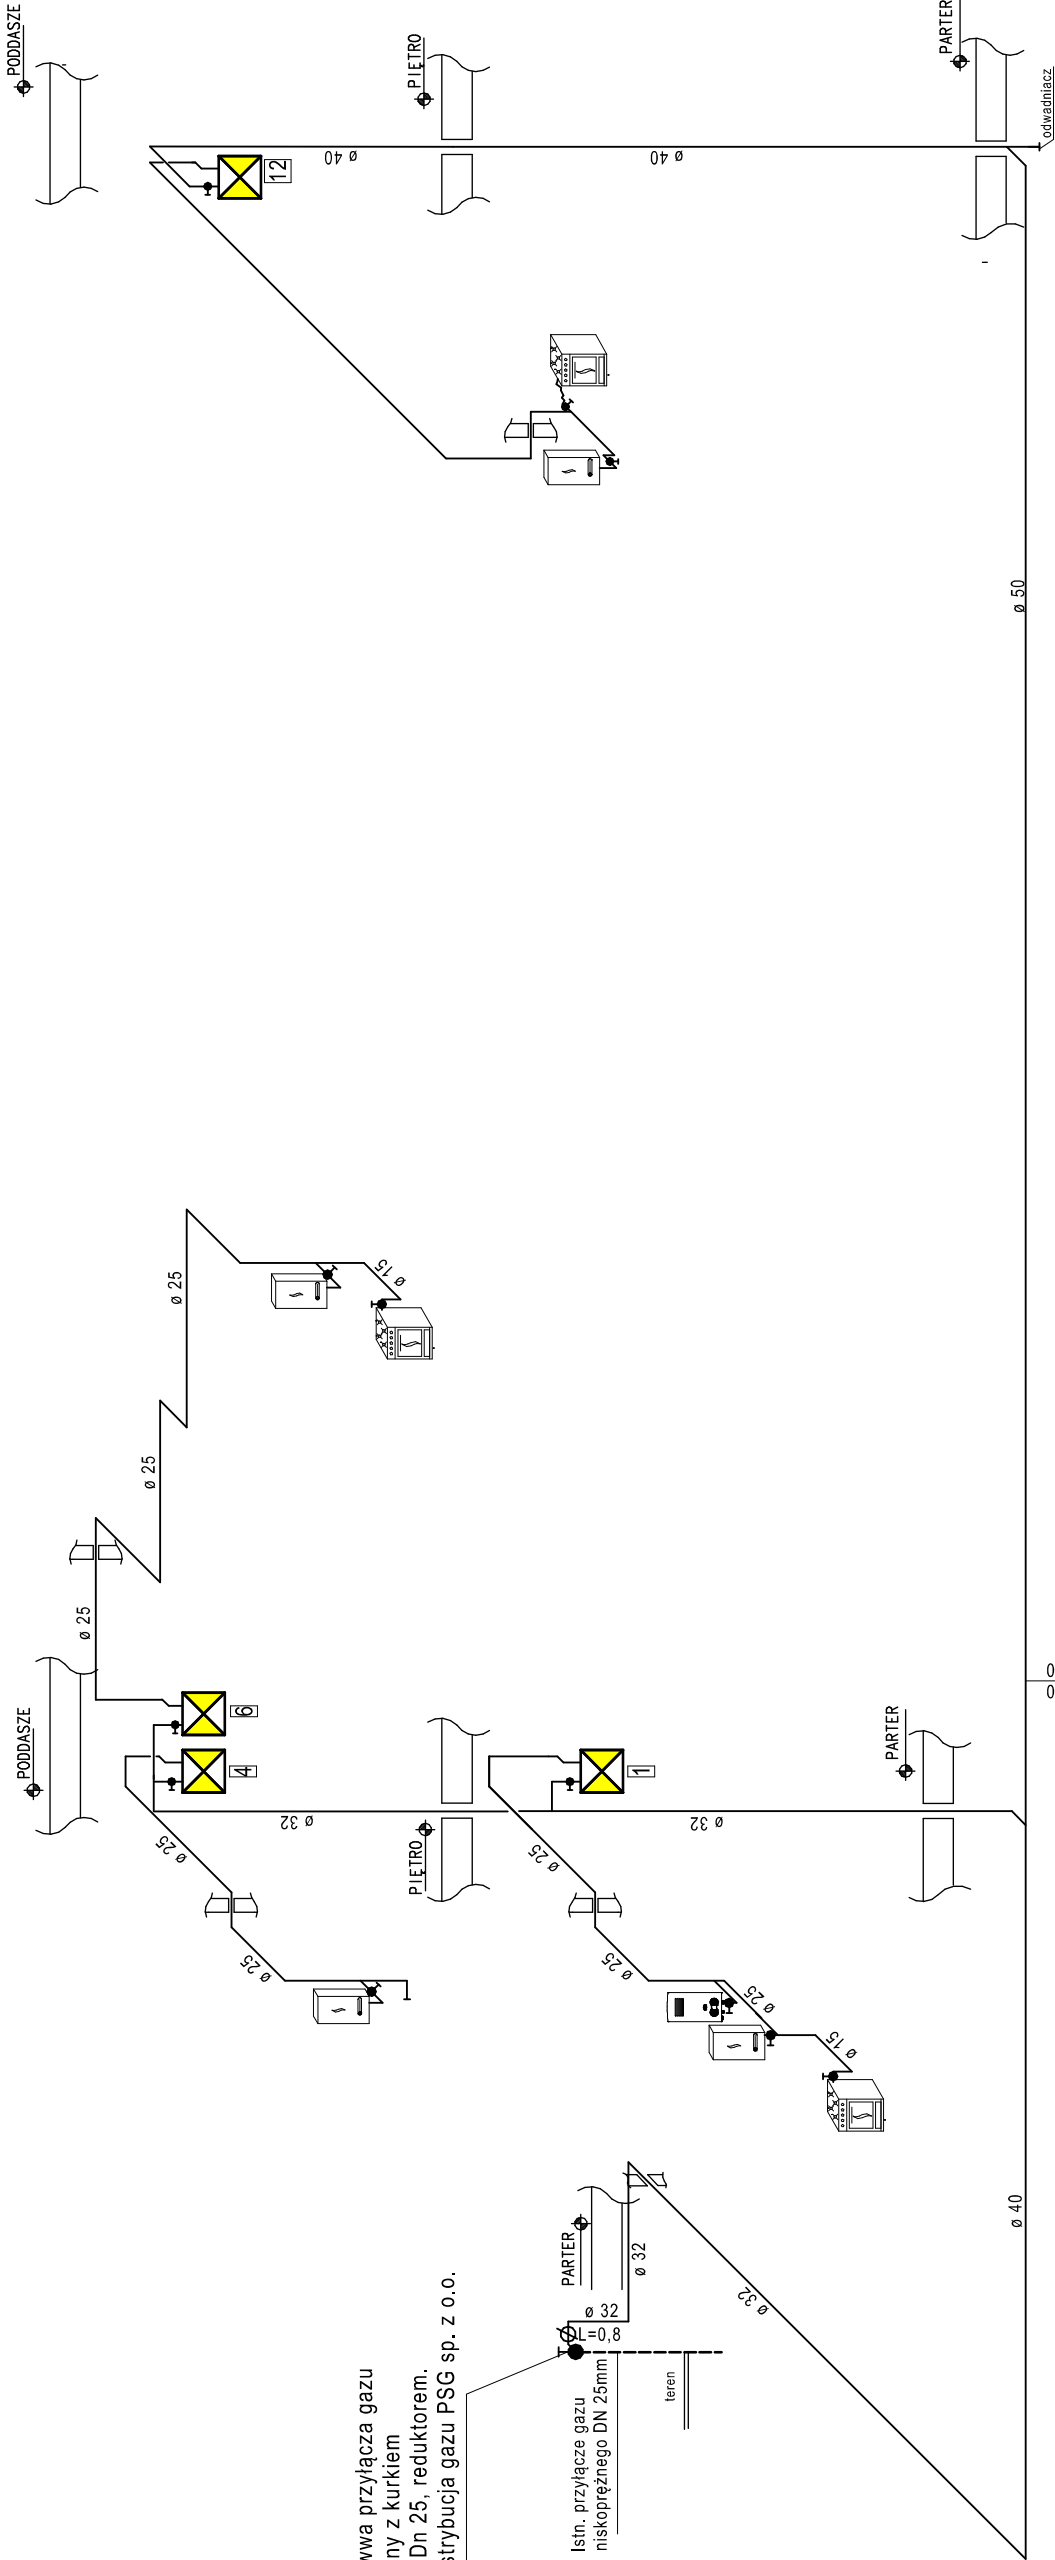 PODDASZE
PIĘTRO
PARTER
odwadniacz
12
ø 40
ø 40
ø 50
ø 25
ø 15
ø 25
ø 25
PODDASZE
6
4
1
PARTER
0
0
ø 32
ø 32
PIĘTRO
ø 25
ø 25
ø 25
ø 25
ø 25
ø 15
ø 40
PARTER
ø 32
ø 32
ø 32
L=0,8
teren
Istn. przyłącze gazu
niskoprężnego DN 25mm
wwa przyłącza gazu
ny z kurkiem
Dn 25, reduktorem.
strybucja gazu PSG sp. z o.o.